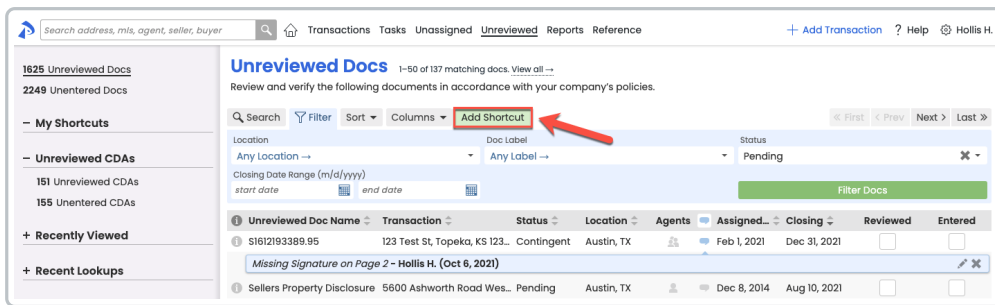 Search address, mls, agent, seller, buyer
Transactions Tasks Unassigned Unreviewed Reports Reference
+ Add Transaction ? Help Hollis H.
1625 Unreviewed Docs
2249 Unentered Docs
– My Shortcuts
– Unreviewed CDAs
151 Unreviewed CDAs
155 Unentered CDAs
+ Recently Viewed
+ Recent Lookups
Unreviewed Docs 1–50 of 137 matching docs. View all →
Review and verify the following documents in accordance with your company's policies.
Search Filter Sort Columns Add Shortcut « First < Prev Next > Last »
Location Doc Label Status
Any Location → Any Label → Pending
Closing Date Range (m/d/yyyy)
start date end date Filter Docs
Unreviewed Doc Name Transaction Status Location Agents Assigned... Closing Reviewed Entered
S1612193389.95 123 Test St, Topeka, KS 123... Contingent Austin, TX Feb 1, 2021 Dec 31, 2021
Missing Signature on Page 2 - Hollis H. (Oct 6, 2021)
Sellers Property Disclosure 5600 Ashworth Road Wes... Pending Austin, TX Dec 8, 2014 Aug 10, 2021